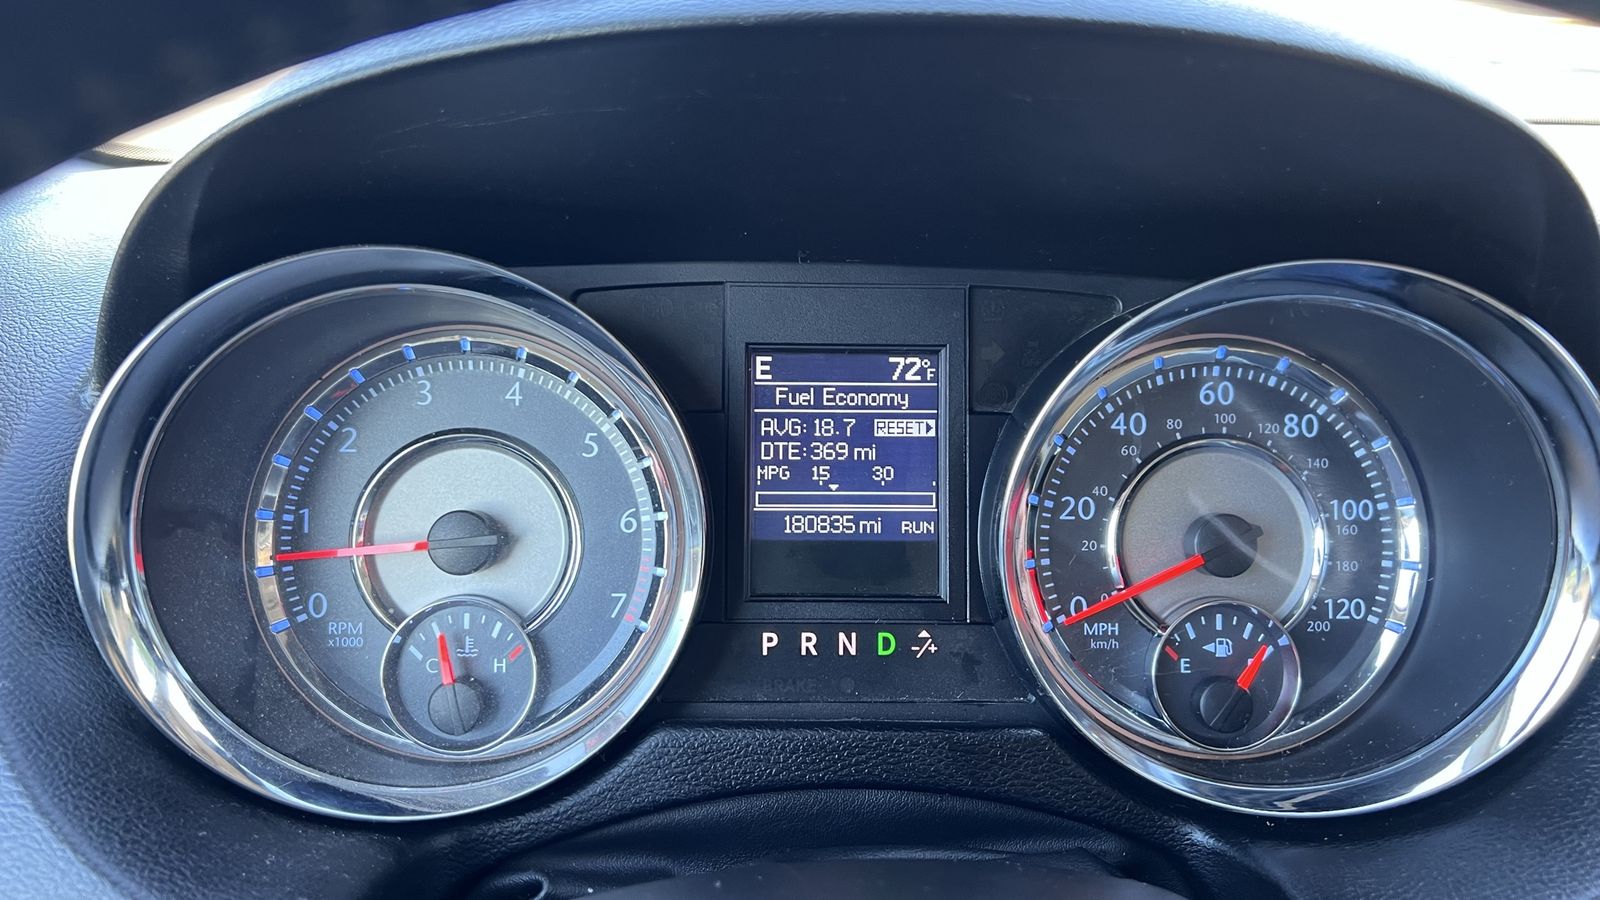 0
1
2
3
4
5
6
7
RPM
x1000
C H
E 72°F
Fuel Economy
AVG: 18.7 RESET
DTE: 369 mi
MPG 15 30
180835 mi RUN
P R N D -/+
0
20
40
60
80
100
120
20
40
60
80
100
120
140
160
180
200
MPH
km/h
E